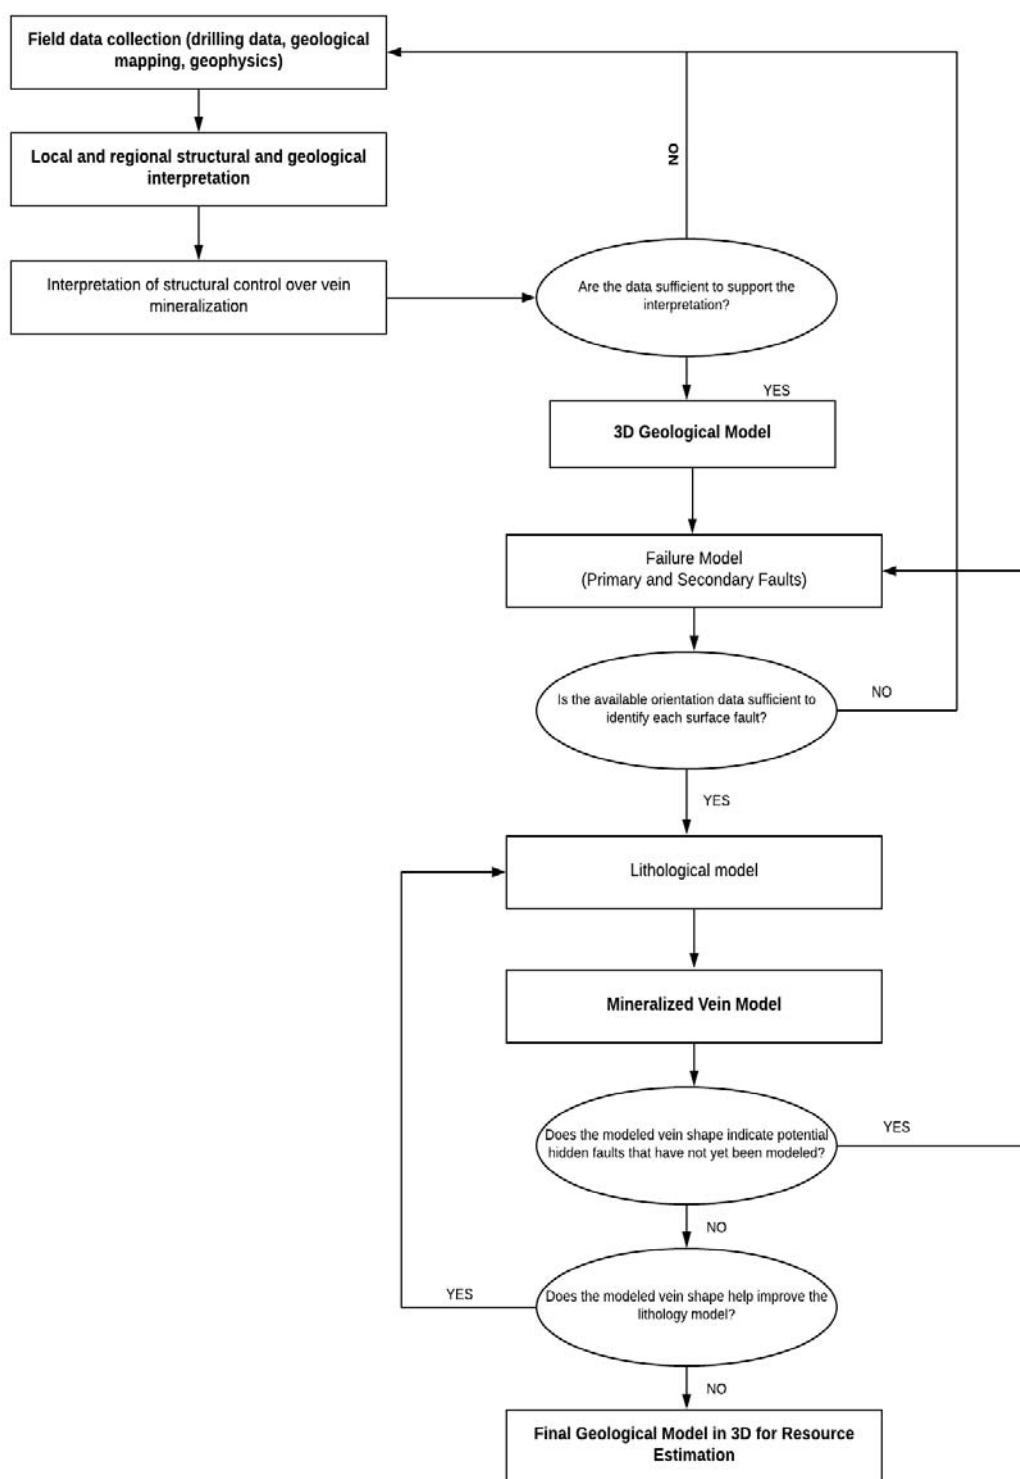 Field data collection (drilling data, geological
mapping, geophysics)
Local and regional structural and geological
interpretation
Interpretation of structural control over vein
mineralization
NO
Are the data sufficient to support the
interpretation?
YES
3D Geological Model
Failure Model
(Primary and Secondary Faults)
Is the available orientation data sufficient to
identify each surface fault?
NO
YES
Lithological model
Mineralized Vein Model
Does the modeled vein shape indicate potential
hidden faults that have not yet been modeled?
YES
NO
Does the modeled vein shape help improve the
lithology model?
YES
NO
Final Geological Model in 3D for Resource
Estimation